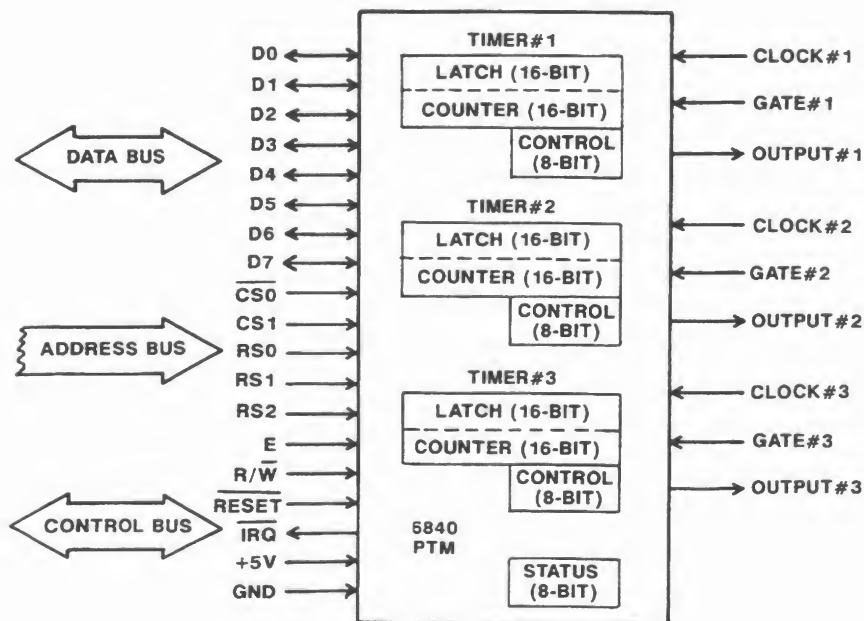 DATA BUS
ADDRESS BUS
CONTROL BUS
D0
D1
D2
D3
D4
D5
D6
D7
CS0
CS1
RS0
RS1
RS2
E
R/W
RESET
IRQ
+5V
GND
TIMER#1
LATCH (16-BIT)
COUNTER (16-BIT)
CONTROL
(8-BIT)
TIMER#2
LATCH (16-BIT)
COUNTER (16-BIT)
CONTROL
(8-BIT)
TIMER#3
LATCH (16-BIT)
COUNTER (16-BIT)
CONTROL
(8-BIT)
6840
PTM
STATUS
(8-BIT)
CLOCK#1
GATE#1
OUTPUT#1
CLOCK#2
GATE#2
OUTPUT#2
CLOCK#3
GATE#3
OUTPUT#3